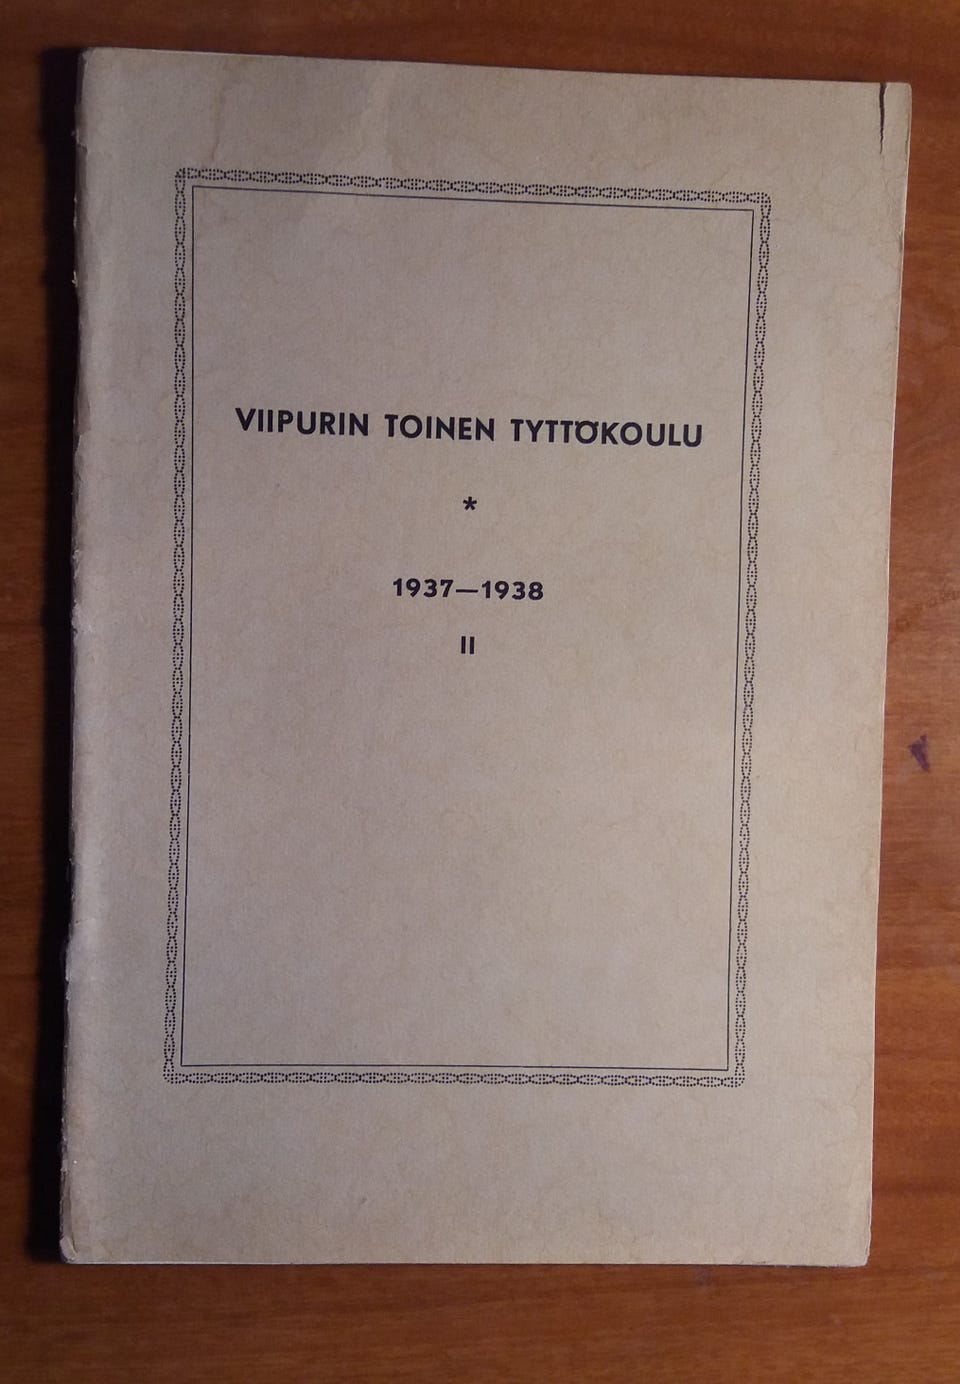 VIIPURIN TOINEN TYTTÖKOULU
*
1937—1938
II